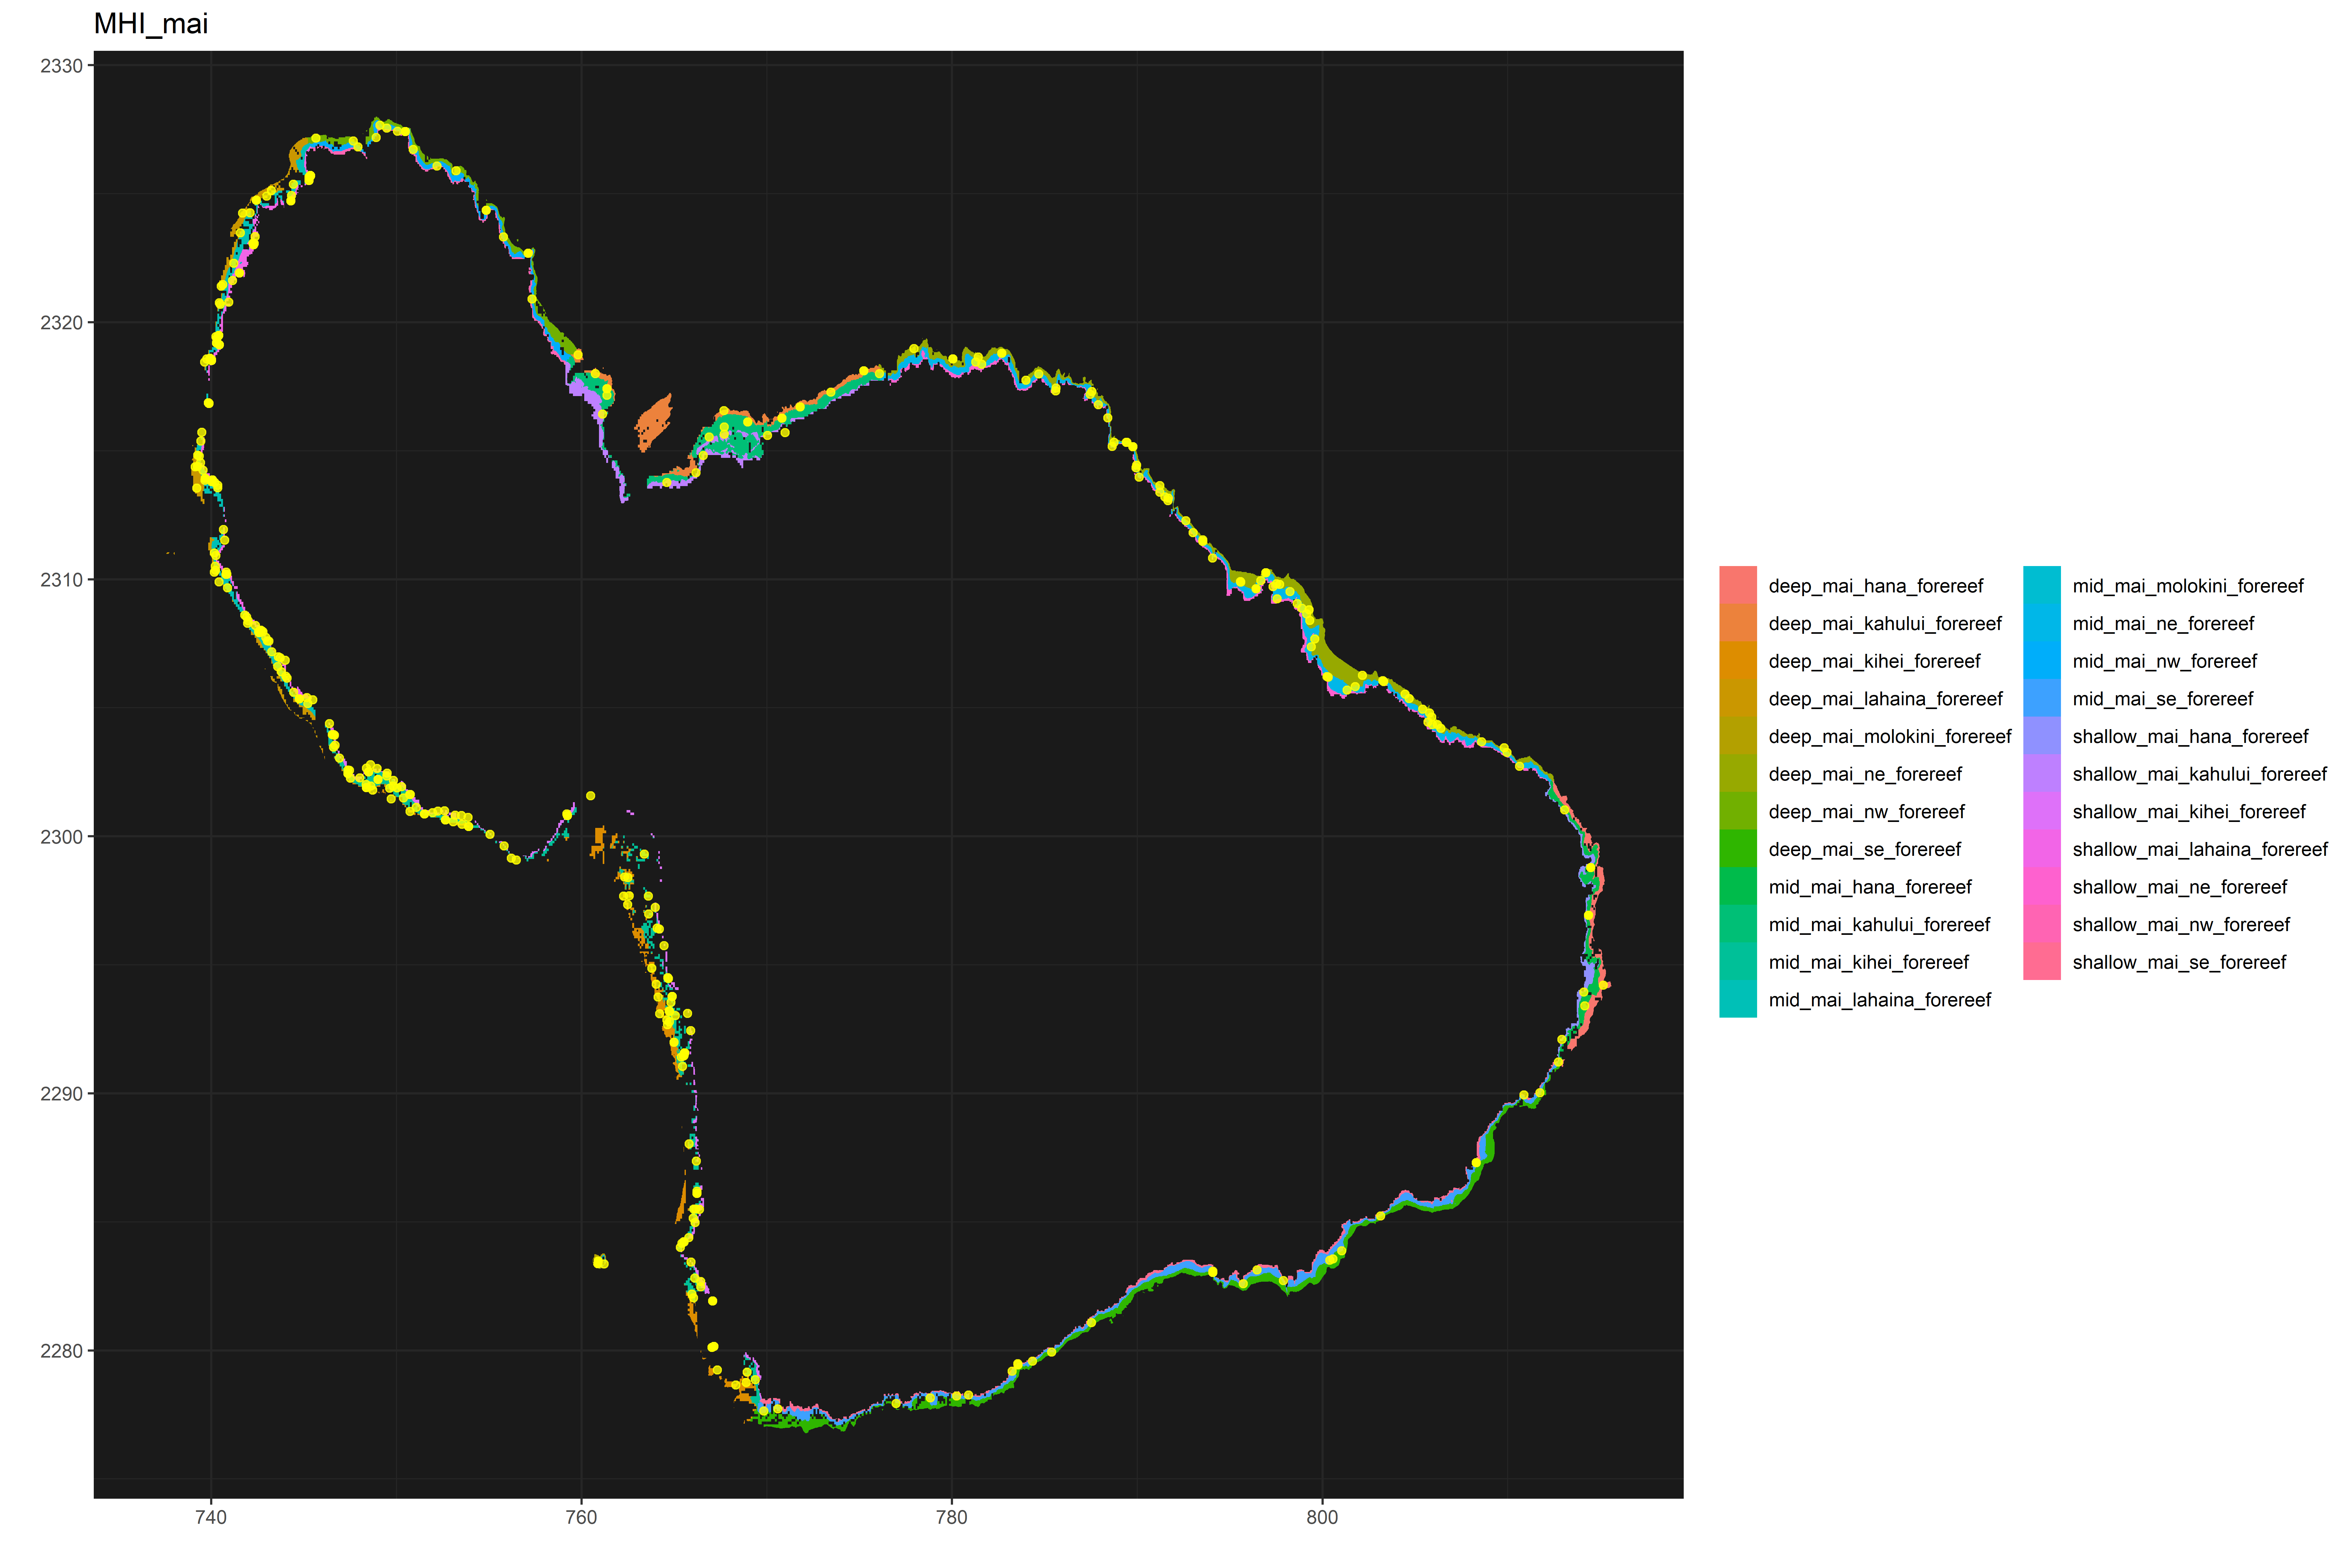 MHI_mai
2330
2320
2310
2300
2290
2280
740
760
780
800
deep_mai_hana_forereef
deep_mai_kahului_forereef
deep_mai_kihei_forereef
deep_mai_lahaina_forereef
deep_mai_molokini_forereef
deep_mai_ne_forereef
deep_mai_nw_forereef
deep_mai_se_forereef
mid_mai_hana_forereef
mid_mai_kahului_forereef
mid_mai_kihei_forereef
mid_mai_lahaina_forereef
mid_mai_molokini_forereef
mid_mai_ne_forereef
mid_mai_nw_forereef
mid_mai_se_forereef
shallow_mai_hana_forereef
shallow_mai_kahului_forereef
shallow_mai_kihei_forereef
shallow_mai_lahaina_forereef
shallow_mai_ne_forereef
shallow_mai_nw_forereef
shallow_mai_se_forereef